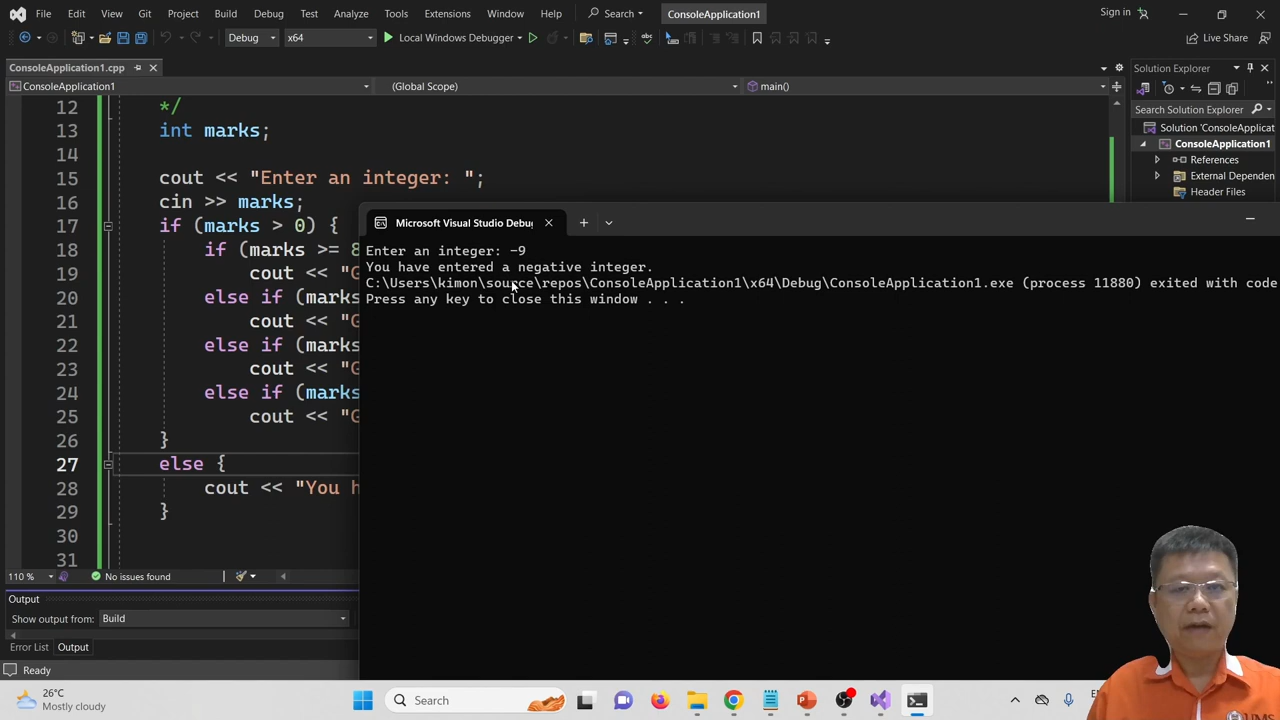 File Edit View Git Project Build Debug Test Analyze Tools Extensions Window Help Search ConsoleApplication1 Sign in
Debug x64 Local Windows Debugger Live Share
ConsoleApplication1.cpp
ConsoleApplication1 (Global Scope) main()
12 */
13 int marks;
14
15 cout << "Enter an integer: ";
16 cin >> marks;
17 if (marks > 0) {
18 if (marks >= 8
19 cout << "G
20 else if (marks
21 cout << "G
22 else if (marks
23 cout << "G
24 else if (marks
25 cout << "G
26 }
27 else {
28 cout << "You h
29 }
30
31
110 % No issues found
Output
Show output from: Build
Error List Output
Ready
Microsoft Visual Studio Debu
Enter an integer: -9
You have entered a negative integer.
C:\Users\kimon\source\repos\ConsoleApplication1\x64\Debug\ConsoleApplication1.exe (process 11880) exited with code
Press any key to close this window . . .
Solution Explorer
Search Solution Explorer
Solution 'ConsoleApplicat
ConsoleApplication1
References
External Dependen
Header Files
26°C
Mostly cloudy
Search
UMS